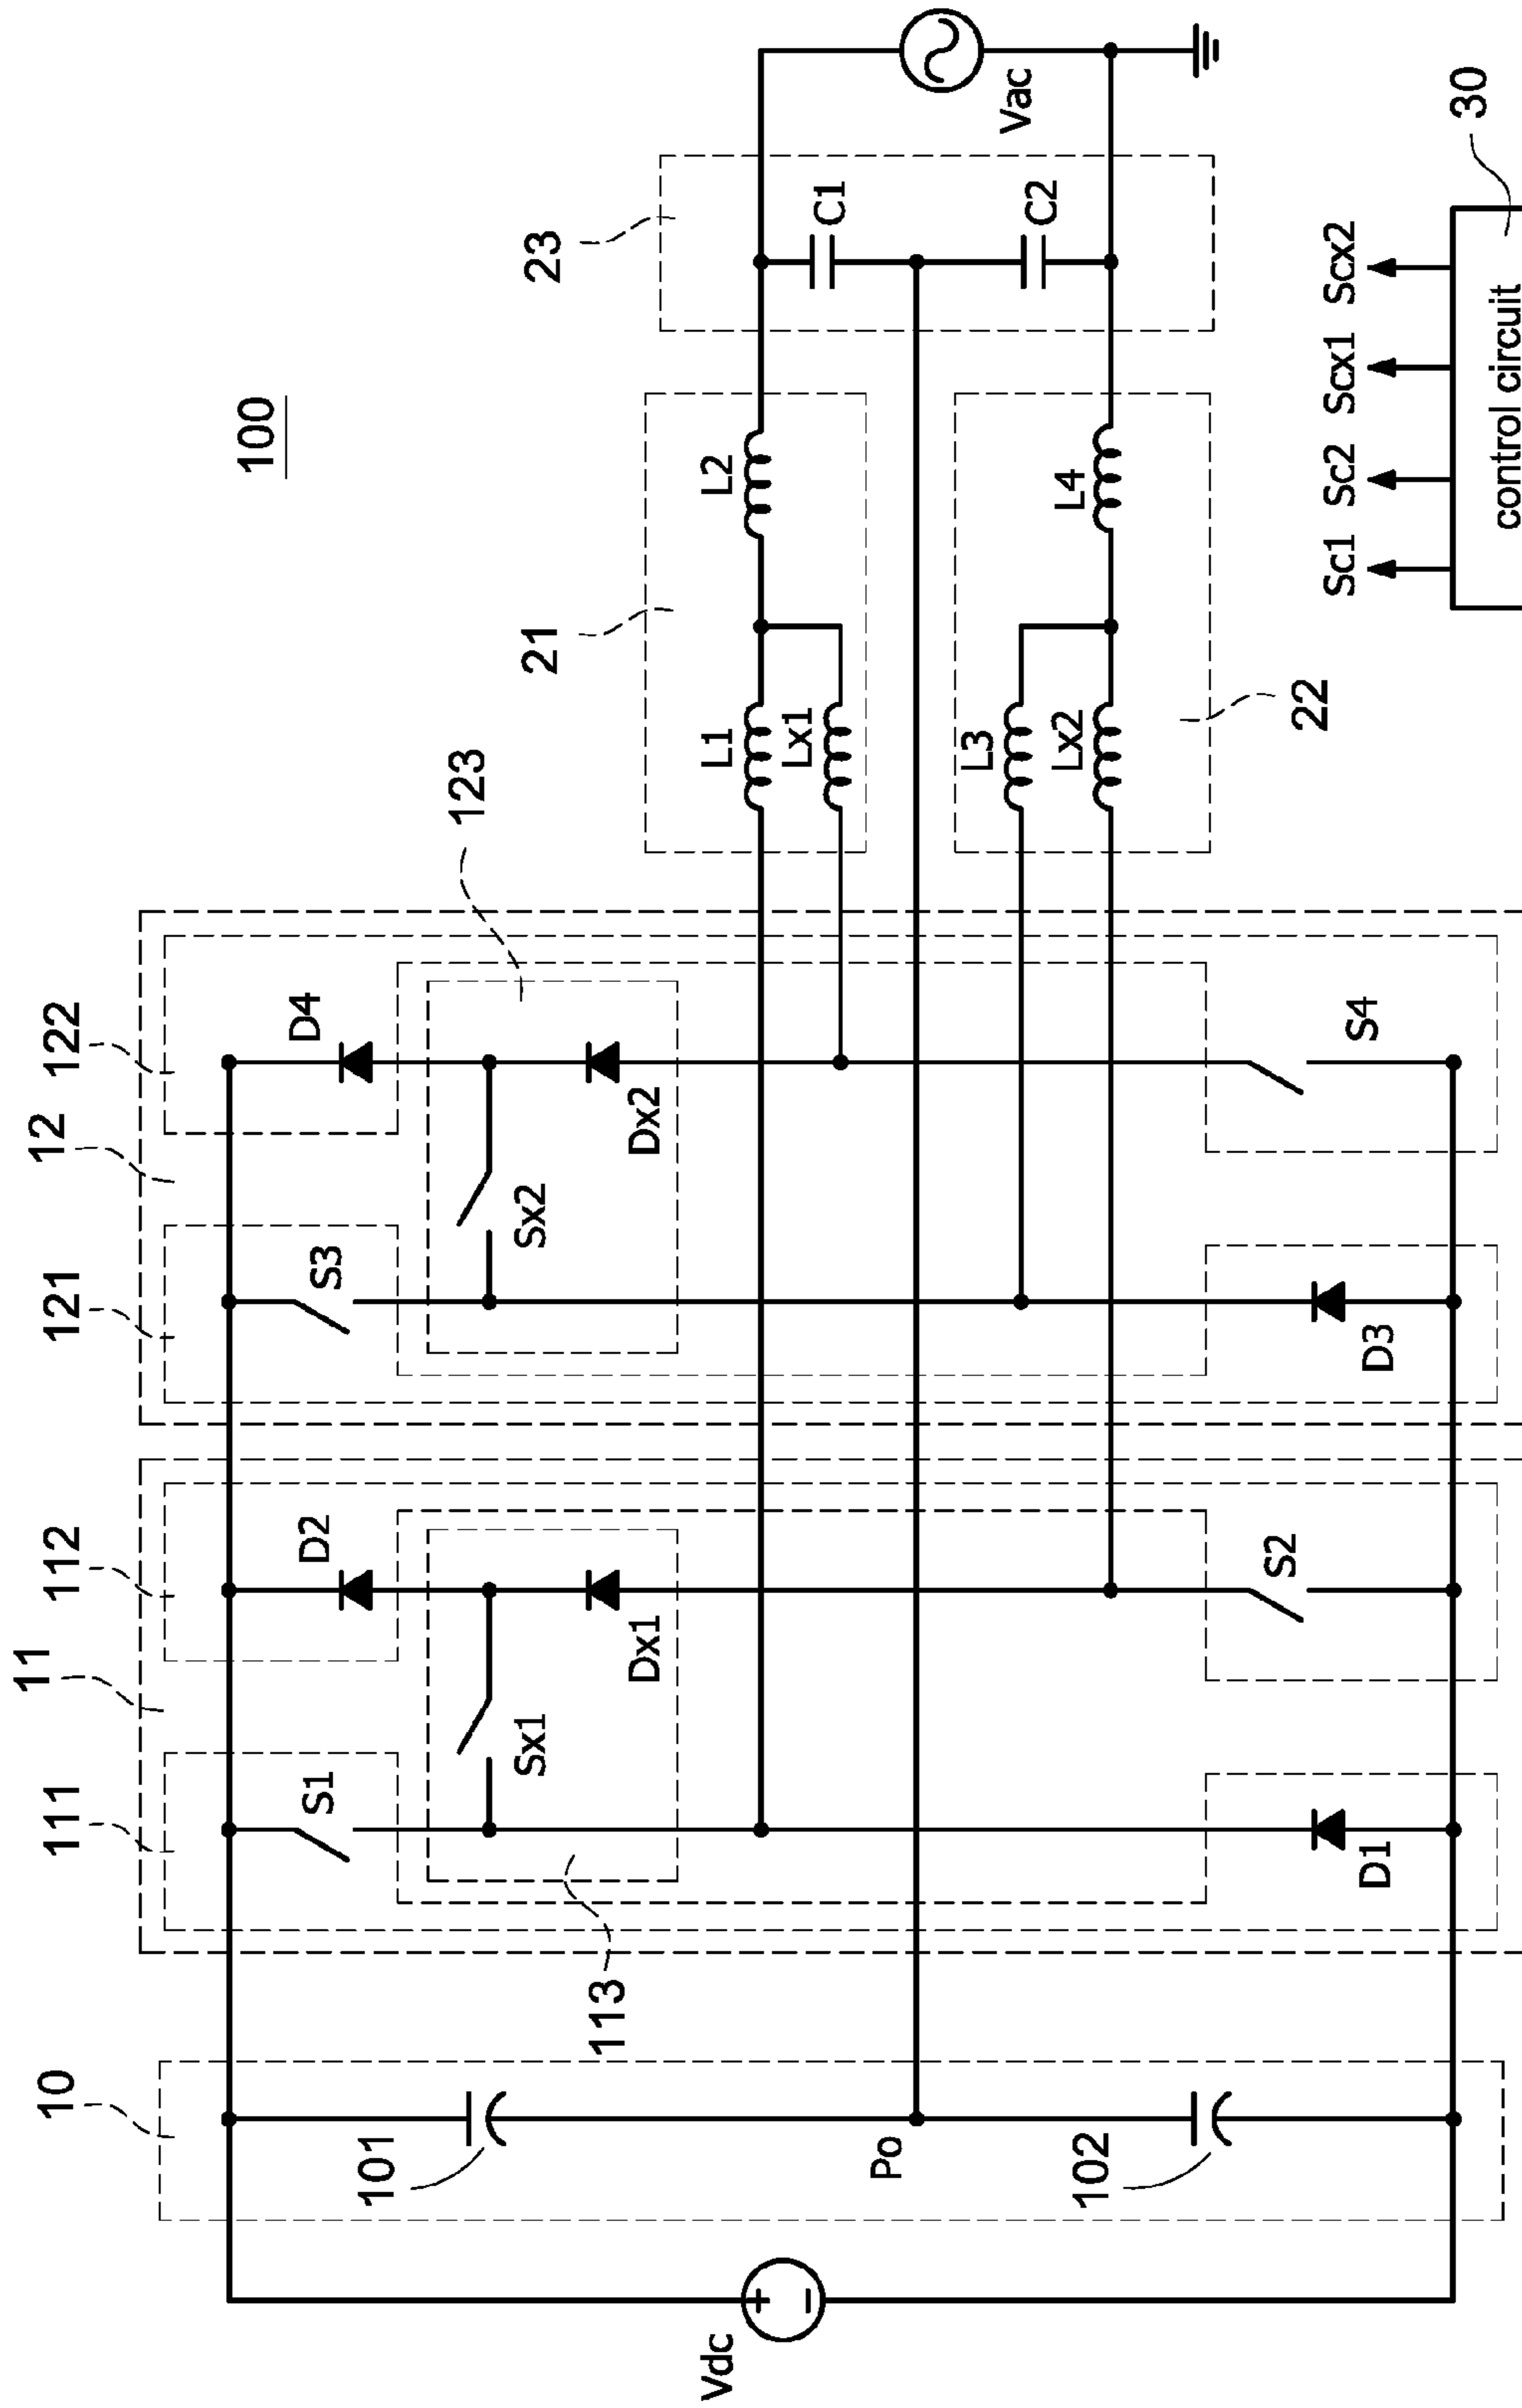 100
10
11
12
111
112
121
122
101
102
Po
Vdc
113
123
S1
D2
S3
D4
Sx1
Dx1
Sx2
Dx2
D1
S2
D3
S4
21
L1
Lx1
L2
22
L3
Lx2
L4
23
C1
C2
Vac
Sc1 Sc2 Scx1 Scx2
control circuit
30